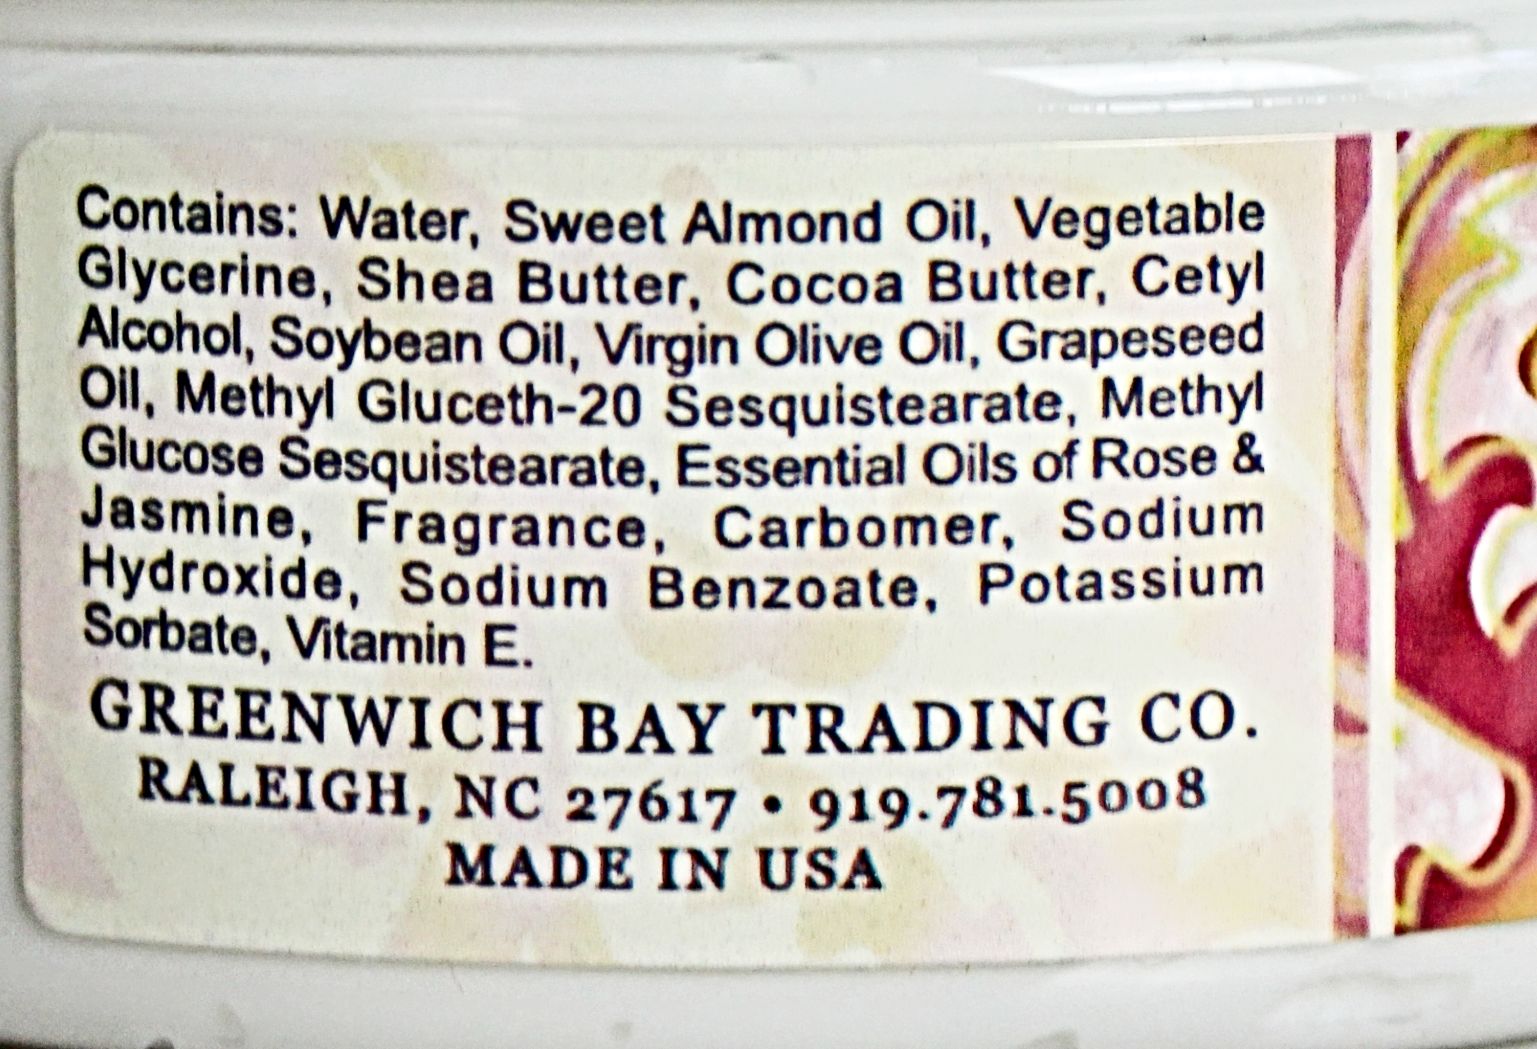 Contains: Water, Sweet Almond Oil, Vegetable
Glycerine, Shea Butter, Cocoa Butter, Cetyl
Alcohol, Soybean Oil, Virgin Olive Oil, Grapeseed
Oil, Methyl Gluceth-20 Sesquistearate, Methyl
Glucose Sesquistearate, Essential Oils of Rose &
Jasmine, Fragrance, Carbomer, Sodium
Hydroxide, Sodium Benzoate, Potassium
Sorbate, Vitamin E.
GREENWICH BAY TRADING CO.
RALEIGH, NC 27617 • 919.781.5008
MADE IN USA